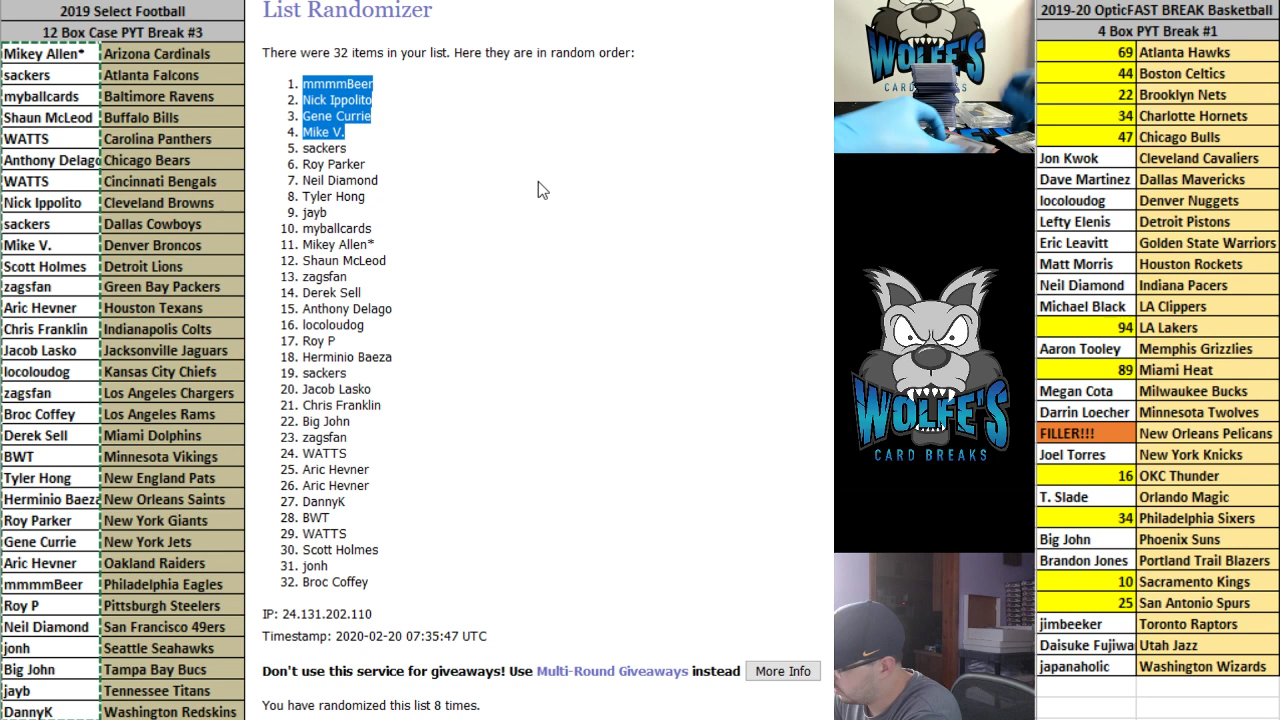 2019 Select Football
12 Box Case PYT Break #3
Mikey Allen* Arizona Cardinals
sackers Atlanta Falcons
myballcards Baltimore Ravens
Shaun McLeod Buffalo Bills
WATTS Carolina Panthers
Anthony Delago Chicago Bears
WATTS Cincinnati Bengals
Nick Ippolito Cleveland Browns
sackers Dallas Cowboys
Mike V. Denver Broncos
Scott Holmes Detroit Lions
zagsfan Green Bay Packers
Aric Hevner Houston Texans
Chris Franklin Indianapolis Colts
Jacob Lasko Jacksonville Jaguars
locoloudog Kansas City Chiefs
zagsfan Los Angeles Chargers
Broc Coffey Los Angeles Rams
Derek Sell Miami Dolphins
BWT Minnesota Vikings
Tyler Hong New England Pats
Herminio Baeza New Orleans Saints
Roy Parker New York Giants
Gene Currie New York Jets
Aric Hevner Oakland Raiders
mmmmBeer Philadelphia Eagles
Roy P Pittsburgh Steelers
Neil Diamond San Francisco 49ers
jonh Seattle Seahawks
Big John Tampa Bay Bucs
jayb Tennessee Titans
DannyK Washington Redskins
List Randomizer
There were 32 items in your list. Here they are in random order:
1. mmmmBeer
2. Nick Ippolito
3. Gene Currie
4. Mike V.
5. sackers
6. Roy Parker
7. Neil Diamond
8. Tyler Hong
9. jayb
10. myballcards
11. Mikey Allen*
12. Shaun McLeod
13. zagsfan
14. Derek Sell
15. Anthony Delago
16. locoloudog
17. Roy P
18. Herminio Baeza
19. sackers
20. Jacob Lasko
21. Chris Franklin
22. Big John
23. zagsfan
24. WATTS
25. Aric Hevner
26. Aric Hevner
27. DannyK
28. BWT
29. WATTS
30. Scott Holmes
31. jonh
32. Broc Coffey
IP: 24.131.202.110
Timestamp: 2020-02-20 07:35:47 UTC
Don't use this service for giveaways! Use Multi-Round Giveaways instead More Info
You have randomized this list 8 times.
WOLFE'S
WOLFE'S
CARD BREAKS
2019-20 OpticFAST BREAK Basketball
4 Box PYT Break #1
69 Atlanta Hawks
44 Boston Celtics
22 Brooklyn Nets
34 Charlotte Hornets
47 Chicago Bulls
Jon Kwok Cleveland Cavaliers
Dave Martinez Dallas Mavericks
locoloudog Denver Nuggets
Lefty Elenis Detroit Pistons
Eric Leavitt Golden State Warriors
Matt Morris Houston Rockets
Neil Diamond Indiana Pacers
Michael Black LA Clippers
94 LA Lakers
Aaron Tooley Memphis Grizzlies
89 Miami Heat
Megan Cota Milwaukee Bucks
Darrin Loecher Minnesota Twolves
FILLER!!! New Orleans Pelicans
Joel Torres New York Knicks
16 OKC Thunder
T. Slade Orlando Magic
34 Philadelphia Sixers
Big John Phoenix Suns
Brandon Jones Portland Trail Blazers
10 Sacramento Kings
25 San Antonio Spurs
jimbeeker Toronto Raptors
Daisuke Fujiwa Utah Jazz
japanaholic Washington Wizards